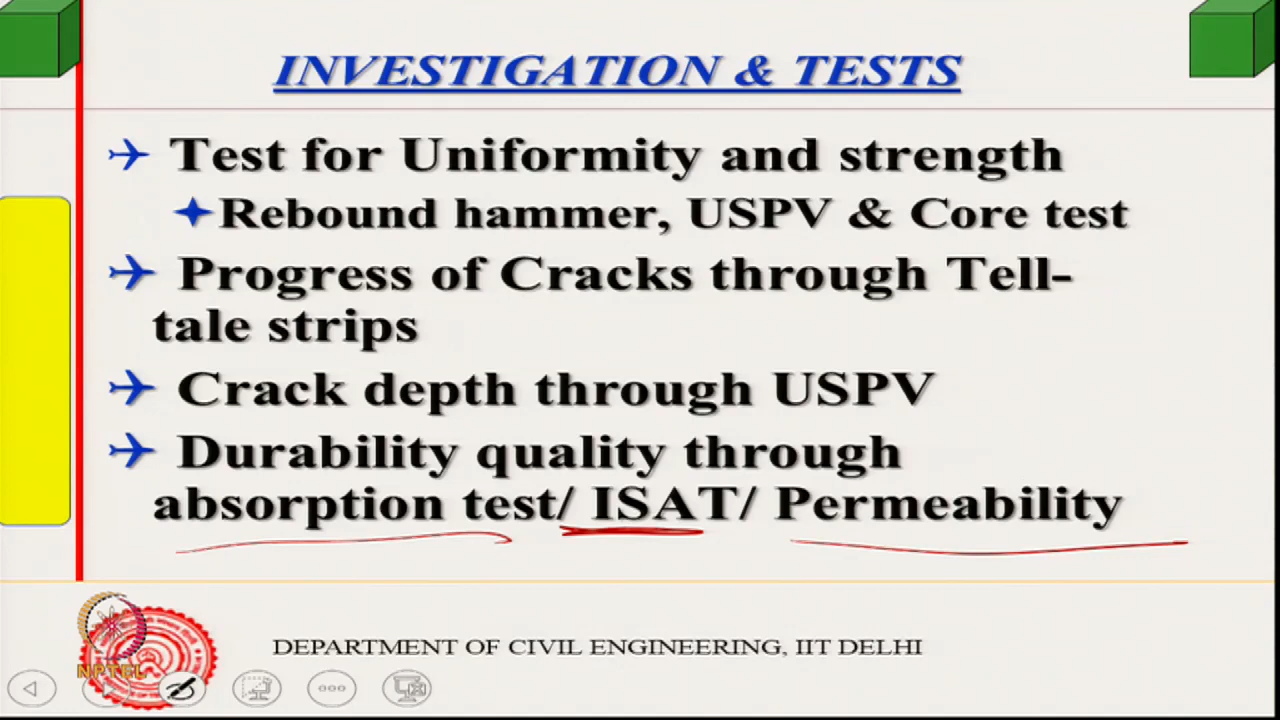 INVESTIGATION & TESTS
Test for Uniformity and strength
Rebound hammer, USPV & Core test
Progress of Cracks through Tell-
tale strips
Crack depth through USPV
Durability quality through
absorption test/ ISAT/ Permeability
DEPARTMENT OF CIVIL ENGINEERING, IIT DELHI
NPTEL